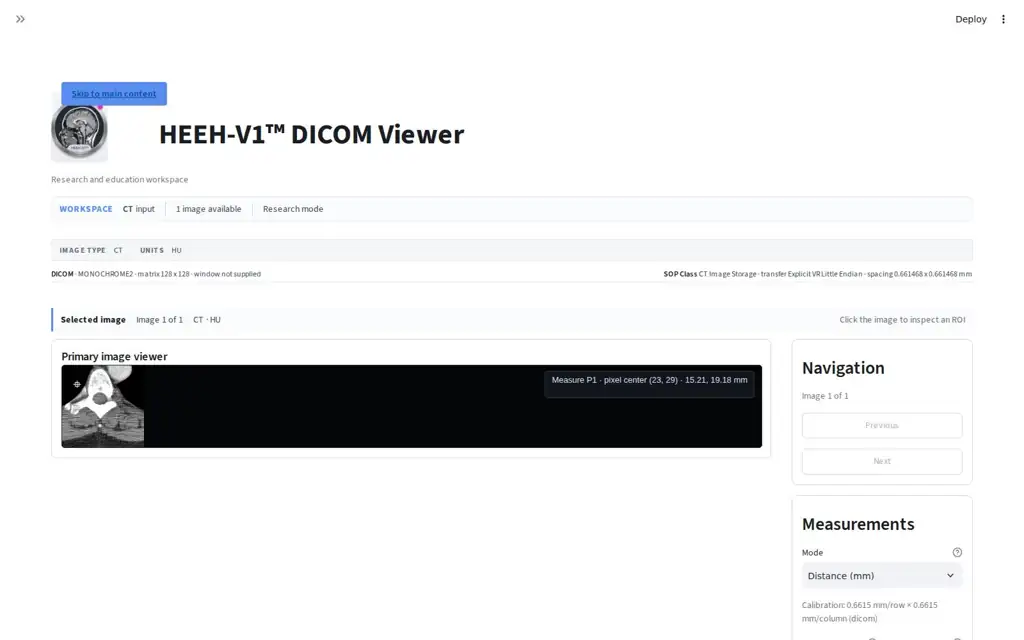 Deploy
Skip to main content
HEEH-V1™ DICOM Viewer
Research and education workspace
WORKSPACE CT input 1 image available Research mode
IMAGE TYPE CT UNITS HU
DICOM · MONOCHROME2 · matrix 128 x 128 · window not supplied
SOP Class CT Image Storage · transfer Explicit VR Little Endian · spacing 0.661468 x 0.661468 mm
Selected image Image 1 of 1 CT · HU
Click the image to inspect an ROI
Primary image viewer
Measure P1 · pixel center (23, 29) · 15.21, 19.18 mm
Navigation
Image 1 of 1
Previous
Next
Measurements
Mode
Distance (mm)
Calibration: 0.6615 mm/row × 0.6615
mm/column (dicom)